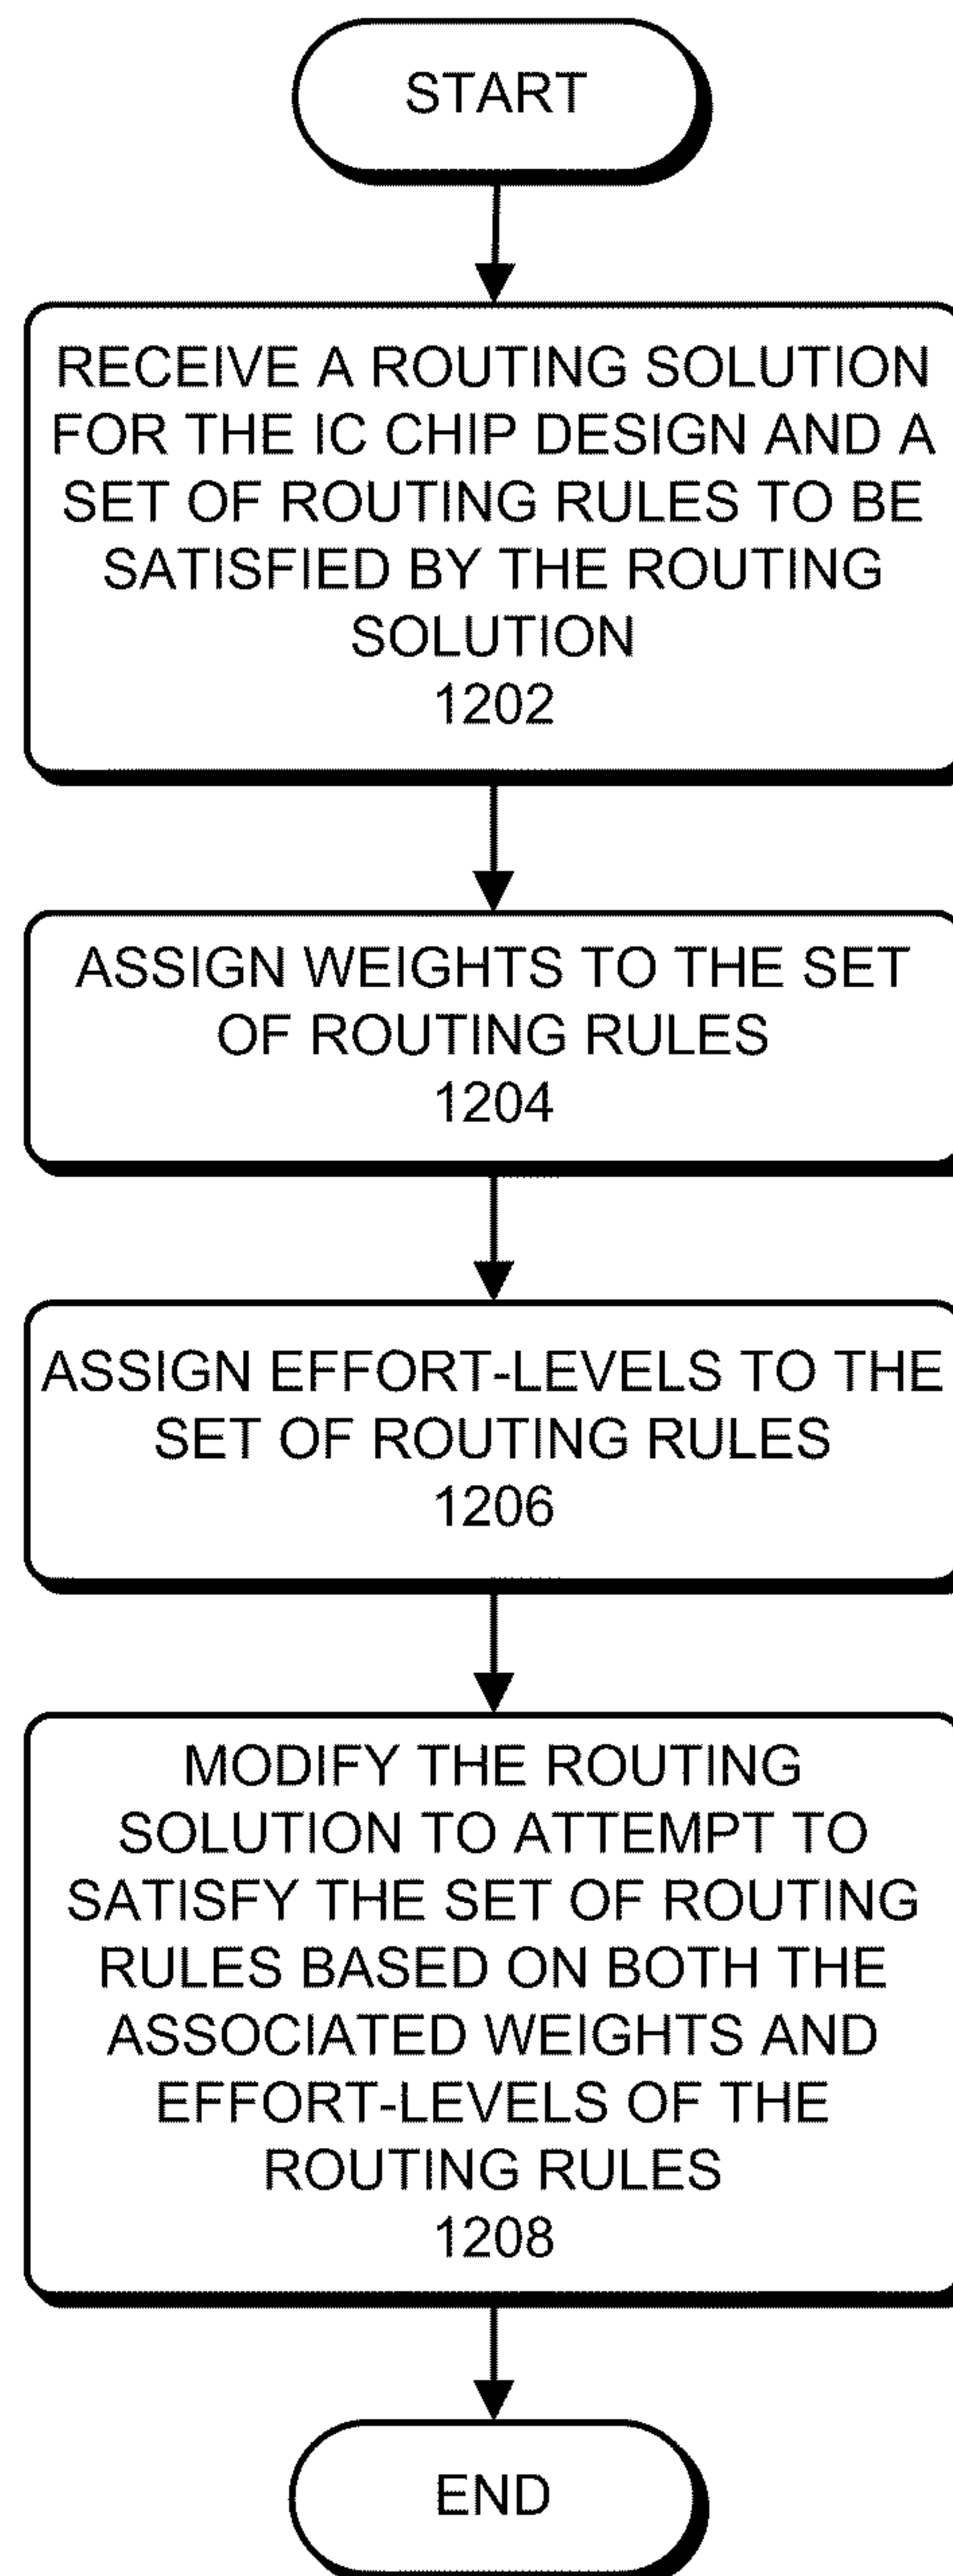 START
RECEIVE A ROUTING SOLUTION
FOR THE IC CHIP DESIGN AND A
SET OF ROUTING RULES TO BE
SATISFIED BY THE ROUTING
SOLUTION
1202
ASSIGN WEIGHTS TO THE SET
OF ROUTING RULES
1204
ASSIGN EFFORT-LEVELS TO THE
SET OF ROUTING RULES
1206
MODIFY THE ROUTING
SOLUTION TO ATTEMPT TO
SATISFY THE SET OF ROUTING
RULES BASED ON BOTH THE
ASSOCIATED WEIGHTS AND
EFFORT-LEVELS OF THE
ROUTING RULES
1208
END